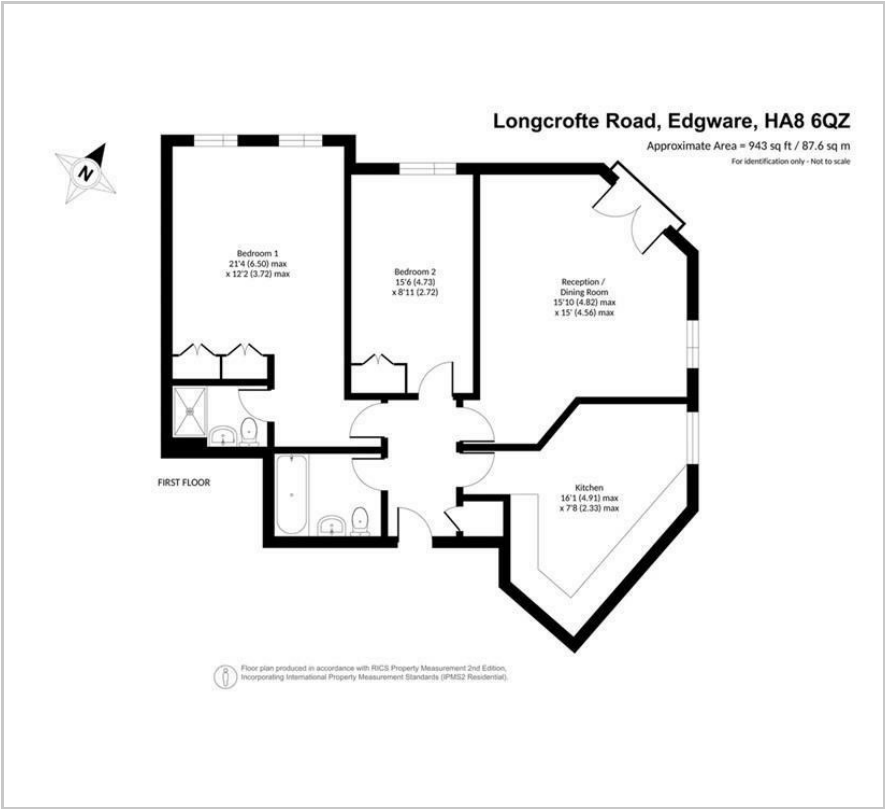 Longcrofte Road, Edgware, HA8 6QZ
Approximate Area = 943 sq ft / 87.6 sq m
For identification only - Not to scale
N
Bedroom 1
21'4 (6.50) max
x 12'2 (3.72) max
Bedroom 2
15'6 (4.73)
x 8'11 (2.72)
Reception /
Dining Room
15'10 (4.82) max
x 15' (4.56) max
Kitchen
16'1 (4.91) max
x 7'8 (2.33) max
FIRST FLOOR
Floor plan produced in accordance with RICS Property Measurement 2nd Edition,
Incorporating International Property Measurement Standards (IPMS2 Residential).